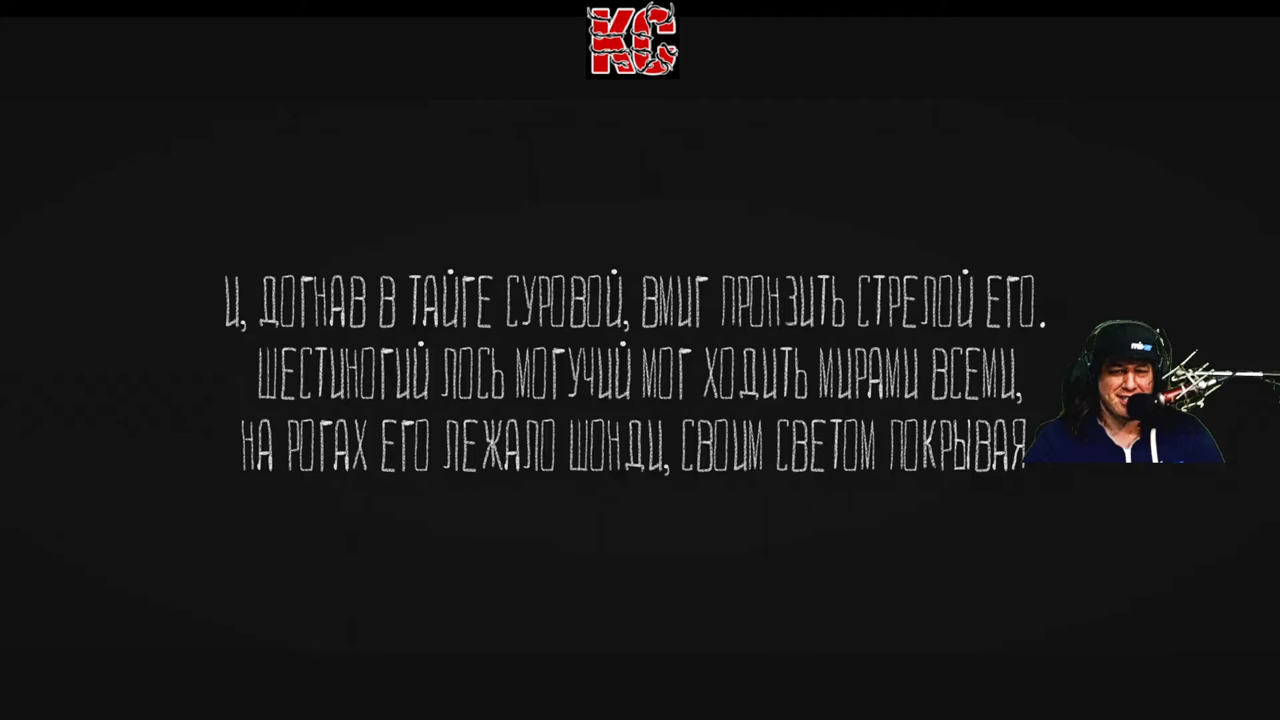 КС
И, ДОГНАВ В ТАЙГЕ СУРОВОЙ, ВМИГ ПРОНЗИТЬ СТРЕЛОЙ ЕГО.
ШЕСТИНОГИЙ ЛОСЬ МОГУЧИЙ МОГ ХОДИТЬ МИРАМИ ВСЕМИ,
НА РОГАХ ЕГО ЛЕЖАЛО ШОНДИ, СВОИМ СВЕТОМ ПОКРЫВАЯ